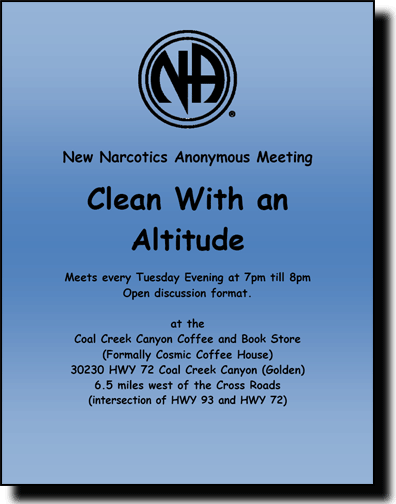 NA®
New Narcotics Anonymous Meeting
Clean With an
Altitude
Meets every Tuesday Evening at 7pm till 8pm
Open discussion format.
at the
Coal Creek Canyon Coffee and Book Store
(Formally Cosmic Coffee House)
30230 HWY 72 Coal Creek Canyon (Golden)
6.5 miles west of the Cross Roads
(intersection of HWY 93 and HWY 72)